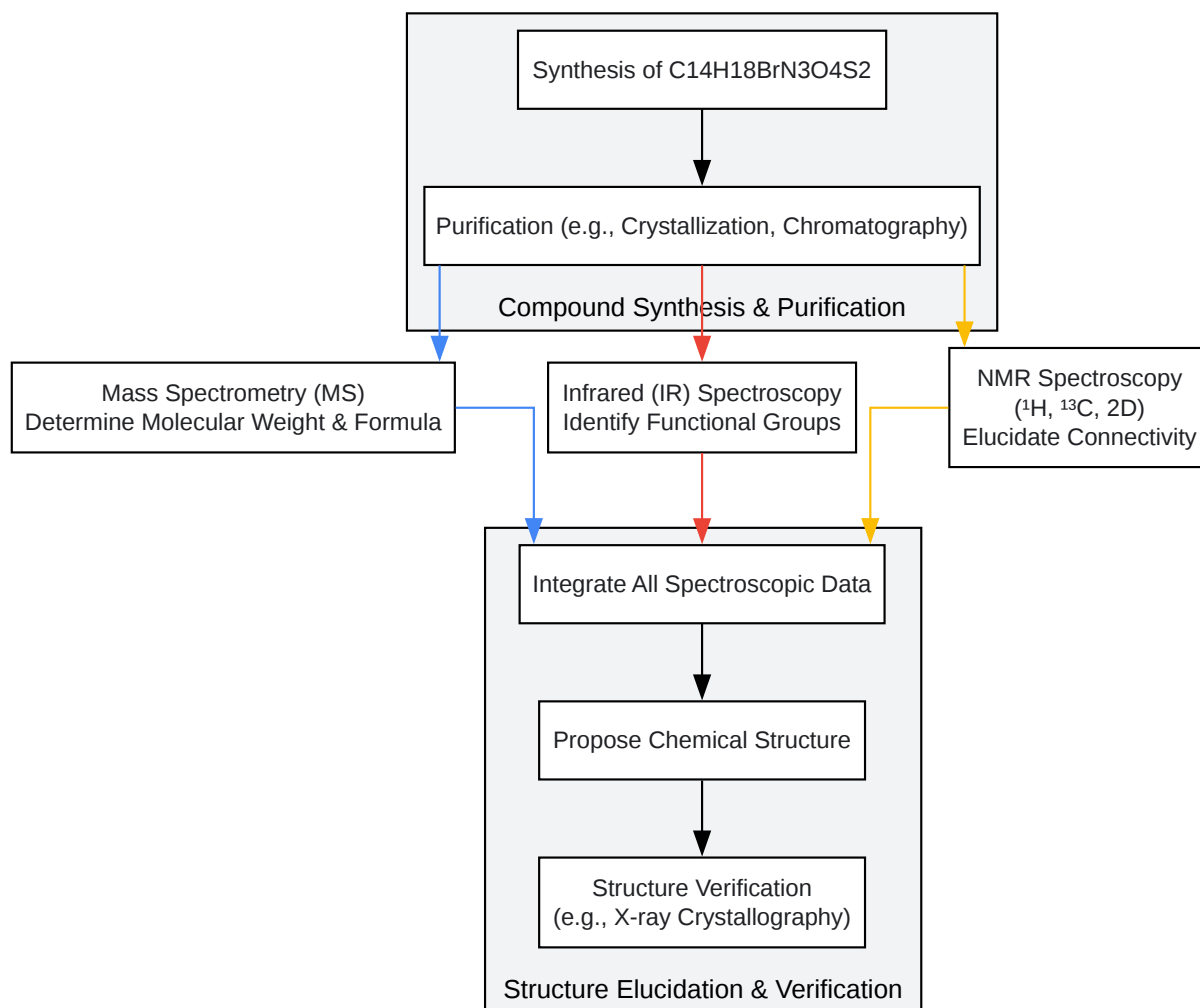 Synthesis of C14H18BrN3O4S2
Purification (e.g., Crystallization, Chromatography)
Compound Synthesis & Purification
Mass Spectrometry (MS)
Determine Molecular Weight & Formula
Infrared (IR) Spectroscopy
Identify Functional Groups
NMR Spectroscopy
(¹H, ¹³C, 2D)
Elucidate Connectivity
Integrate All Spectroscopic Data
Propose Chemical Structure
Structure Verification
(e.g., X-ray Crystallography)
Structure Elucidation & Verification